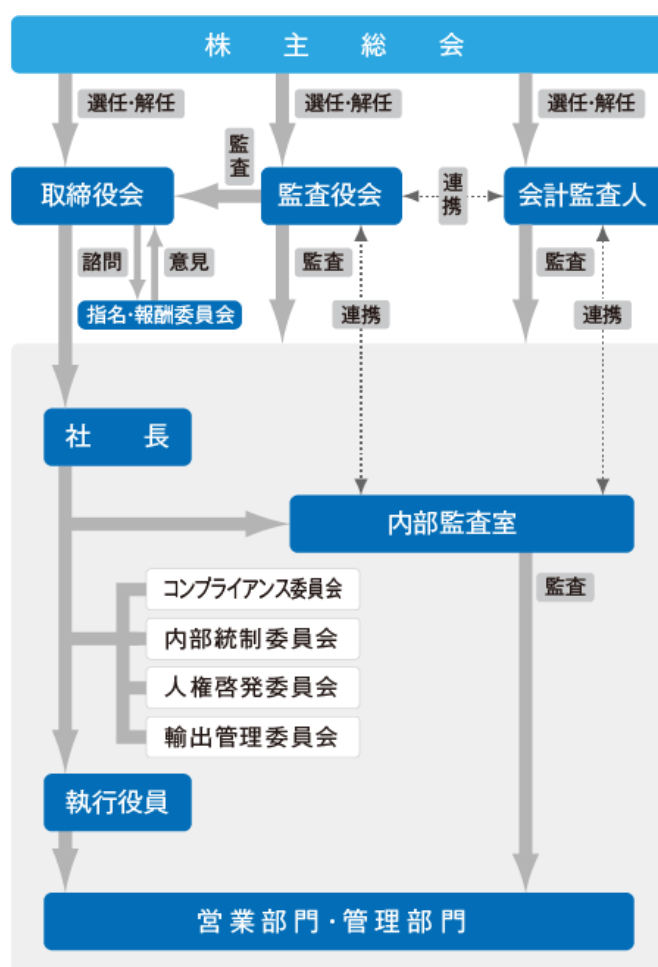 株主総会
選任・解任
選任・解任
選任・解任
監査
取締役会
監査役会
連携
会計監査人
諮問
意見
監査
監査
指名・報酬委員会
連携
連携
社長
内部監査室
コンプライアンス委員会
監査
内部統制委員会
人権啓発委員会
輸出管理委員会
執行役員
営業部門・管理部門